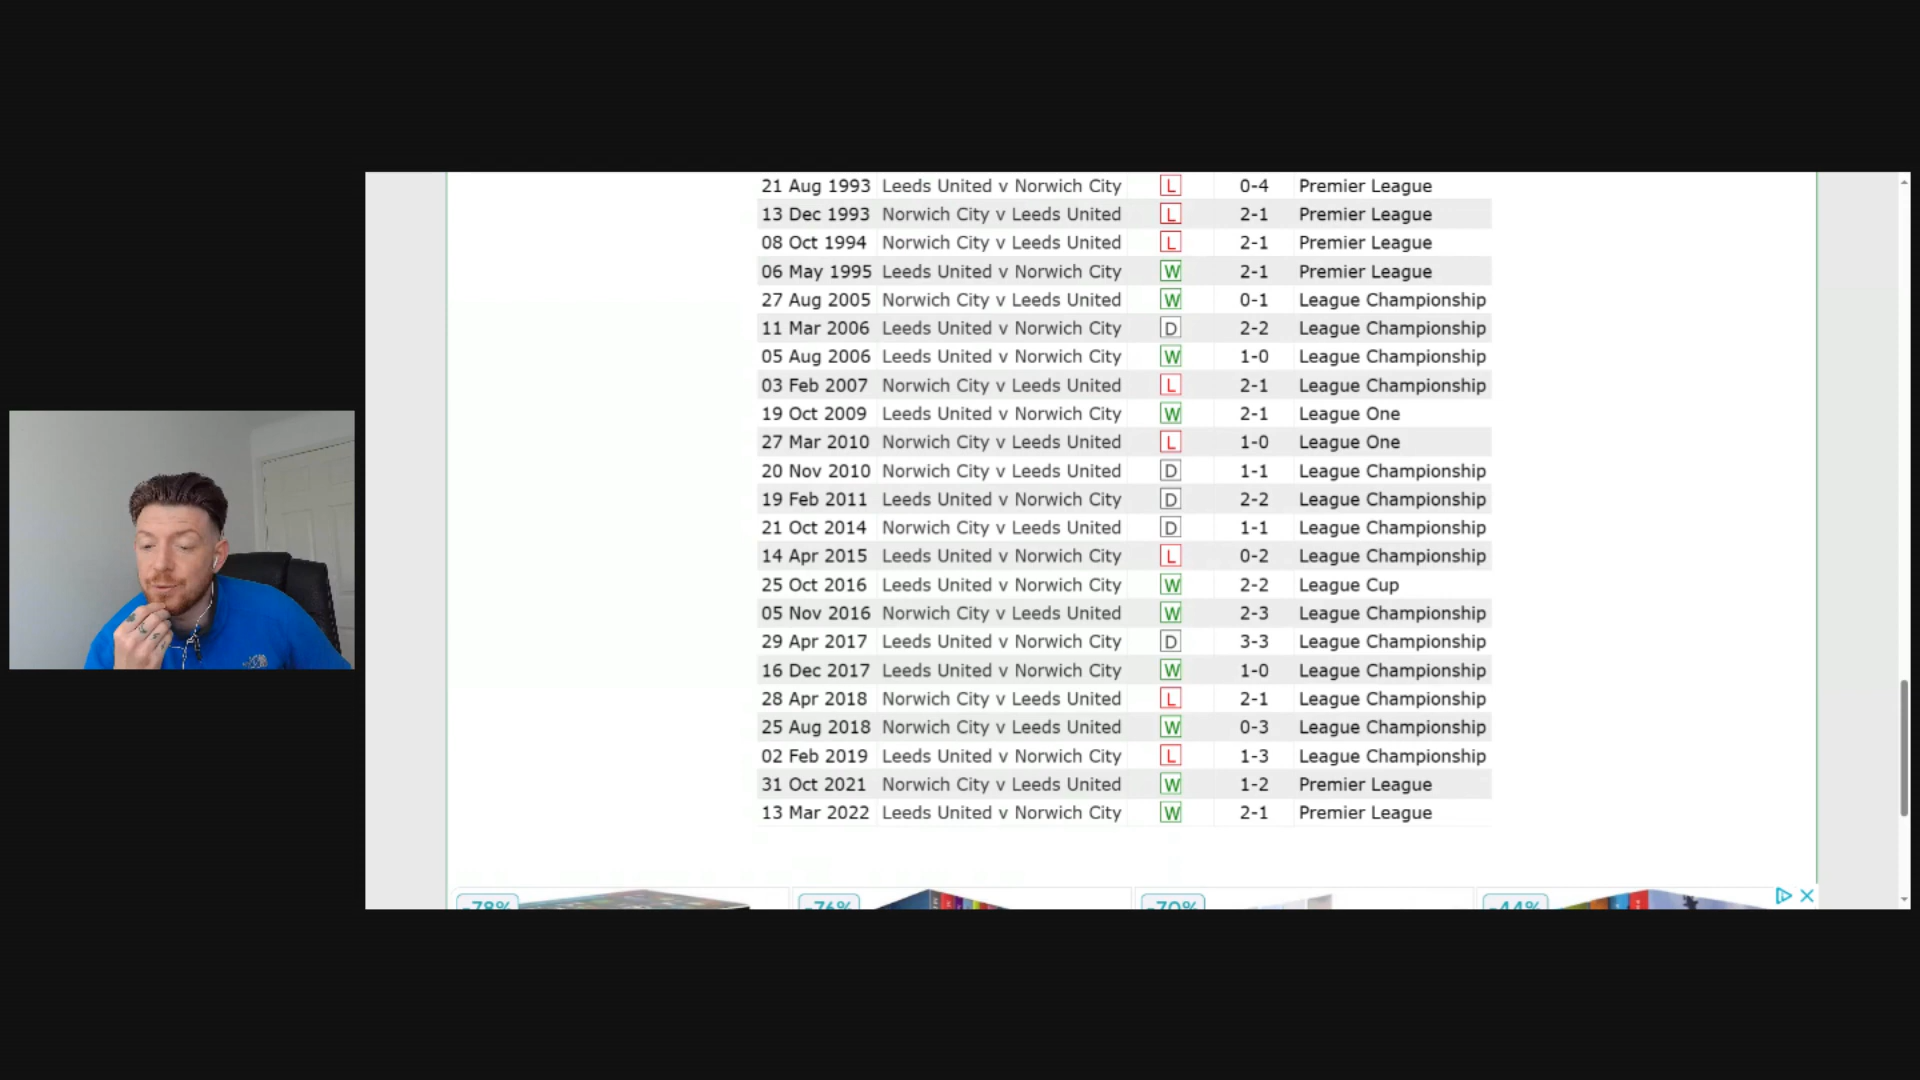 21 Aug 1993 Leeds United v Norwich City L 0-4 Premier League
13 Dec 1993 Norwich City v Leeds United L 2-1 Premier League
08 Oct 1994 Norwich City v Leeds United L 2-1 Premier League
06 May 1995 Leeds United v Norwich City W 2-1 Premier League
27 Aug 2005 Norwich City v Leeds United W 0-1 League Championship
11 Mar 2006 Leeds United v Norwich City D 2-2 League Championship
05 Aug 2006 Leeds United v Norwich City W 1-0 League Championship
03 Feb 2007 Norwich City v Leeds United L 2-1 League Championship
19 Oct 2009 Leeds United v Norwich City W 2-1 League One
27 Mar 2010 Norwich City v Leeds United L 1-0 League One
20 Nov 2010 Norwich City v Leeds United D 1-1 League Championship
19 Feb 2011 Leeds United v Norwich City D 2-2 League Championship
21 Oct 2014 Norwich City v Leeds United D 1-1 League Championship
14 Apr 2015 Leeds United v Norwich City L 0-2 League Championship
25 Oct 2016 Leeds United v Norwich City W 2-2 League Cup
05 Nov 2016 Norwich City v Leeds United W 2-3 League Championship
29 Apr 2017 Leeds United v Norwich City D 3-3 League Championship
16 Dec 2017 Leeds United v Norwich City W 1-0 League Championship
28 Apr 2018 Norwich City v Leeds United L 2-1 League Championship
25 Aug 2018 Norwich City v Leeds United W 0-3 League Championship
02 Feb 2019 Leeds United v Norwich City L 1-3 League Championship
31 Oct 2021 Norwich City v Leeds United W 1-2 Premier League
13 Mar 2022 Leeds United v Norwich City W 2-1 Premier League
-78% -76% -70% -44%